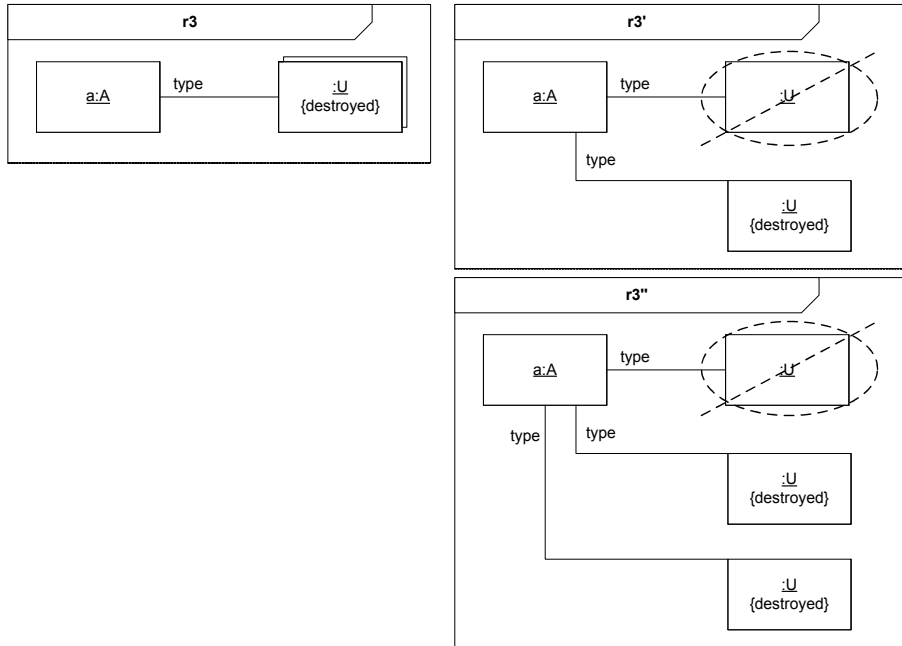 r3
a:A
type
:U
{destroyed}
r3'
a:A
type
:U
type
:U
{destroyed}
r3"
a:A
type
:U
type
type
:U
{destroyed}
:U
{destroyed}